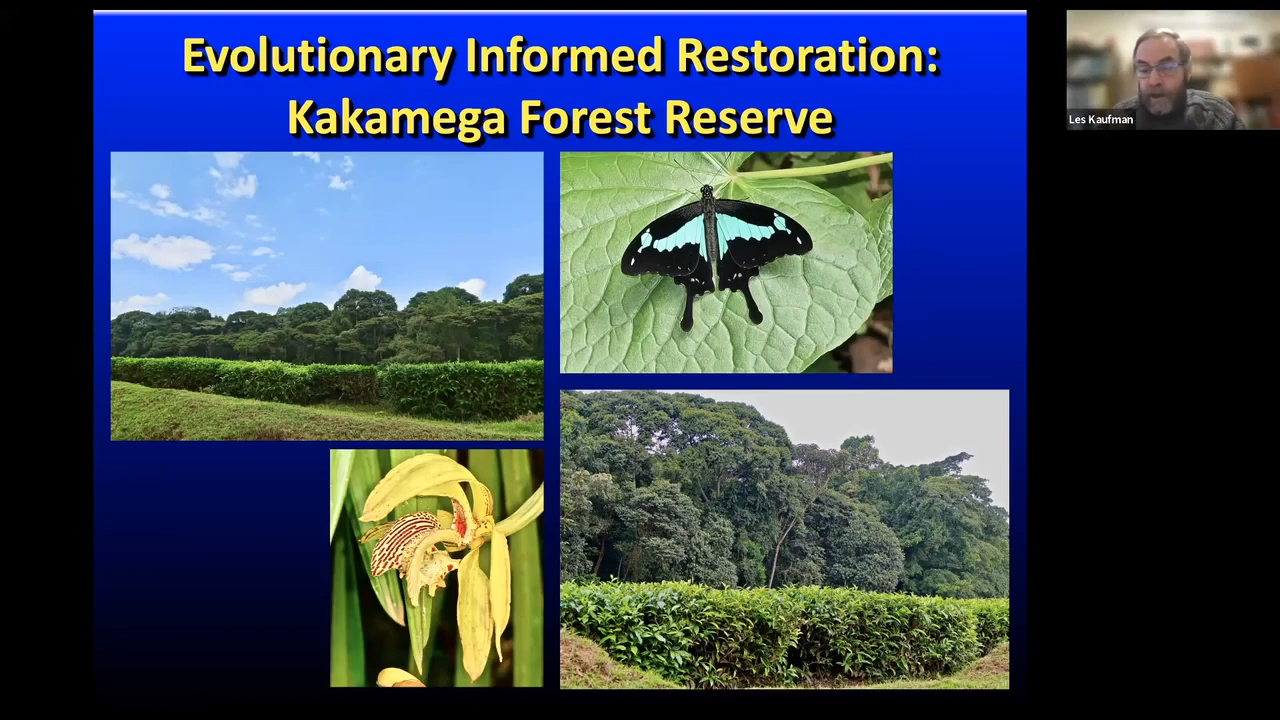 Evolutionary Informed Restoration:
Kakamega Forest Reserve
Les Kaufman